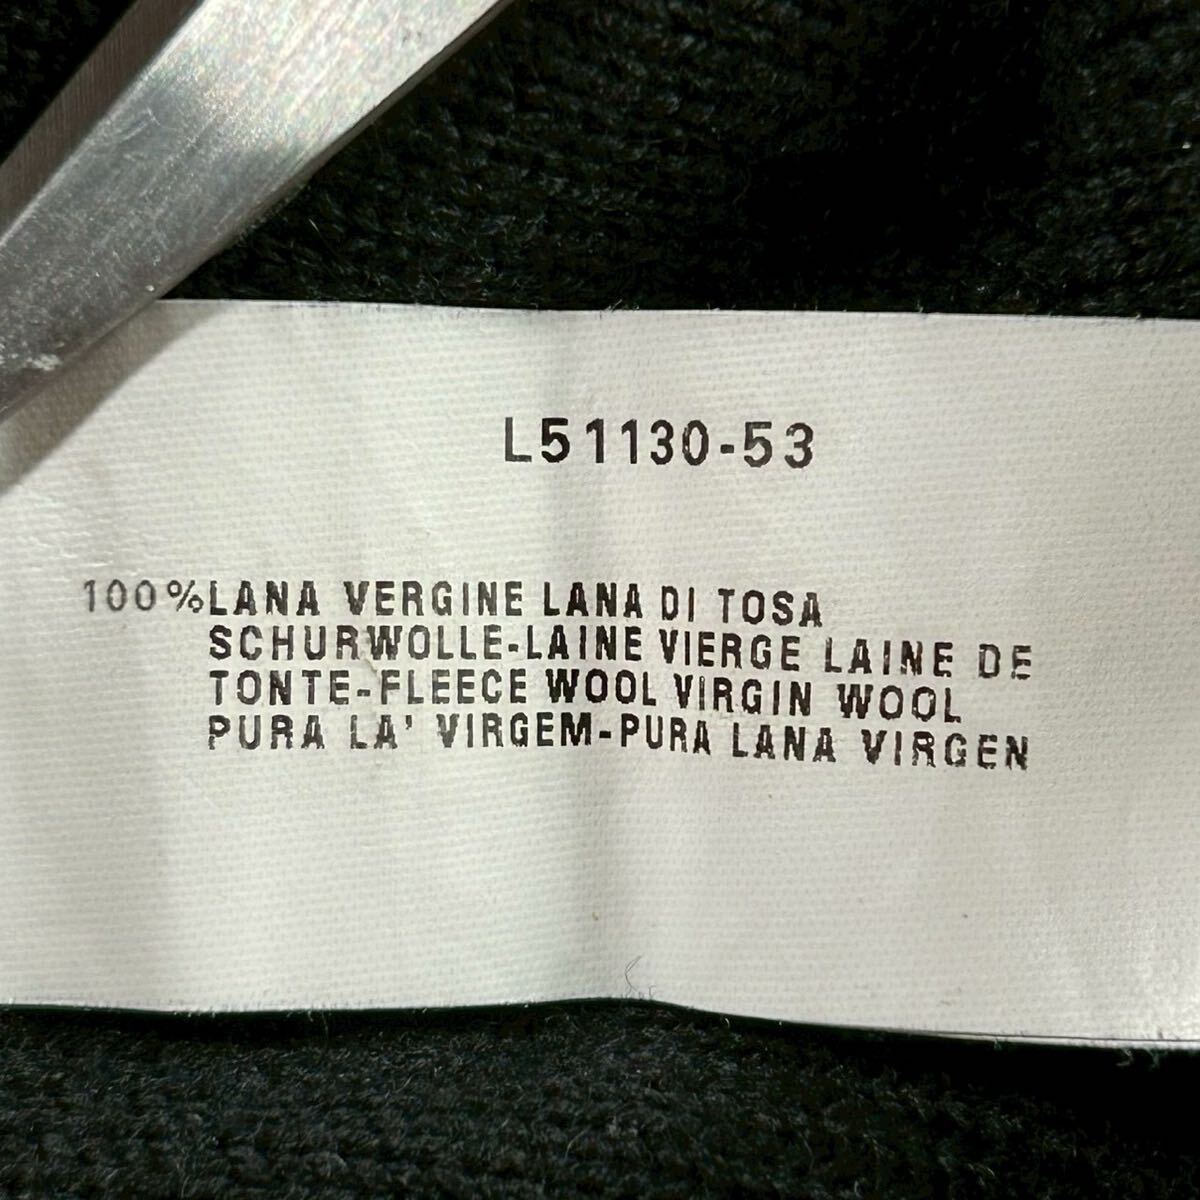 L51130-53
100%LANA VERGINE LANA DI TOSA
SCHURWOLLE-LAINE VIERGE LAINE DE
TONTE-FLEECE WOOL VIRGIN WOOL
PURA LA' VIRGEM-PURA LANA VIRGEN